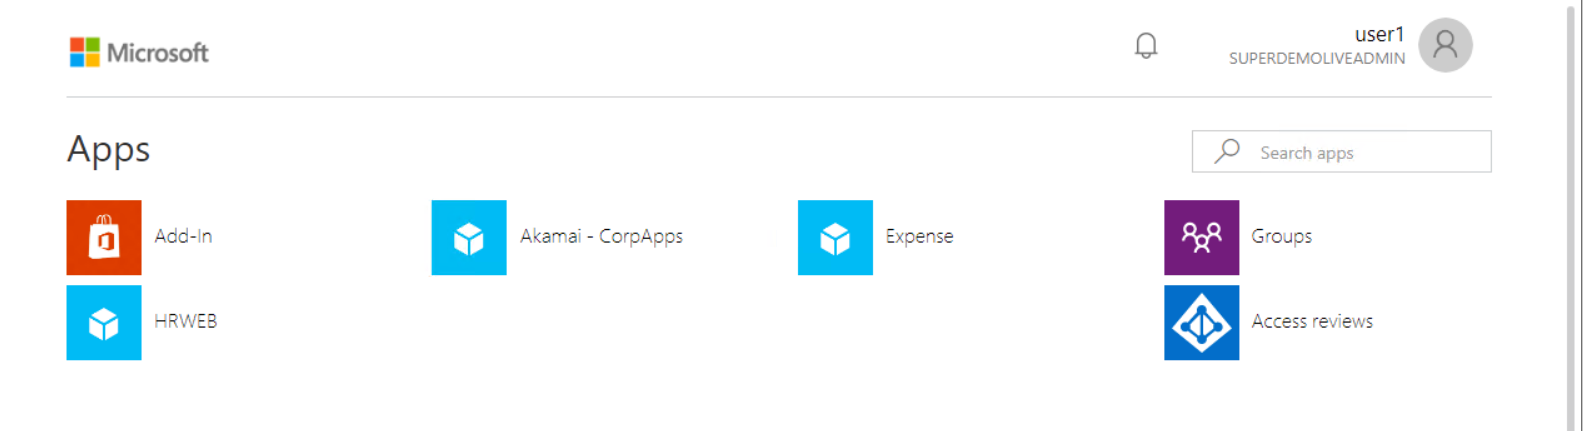 Microsoft
user1
SUPERDEMOLIVEADMIN
Apps
Search apps
Add-In
Akamai - CorpApps
Expense
Groups
HRWEB
Access reviews